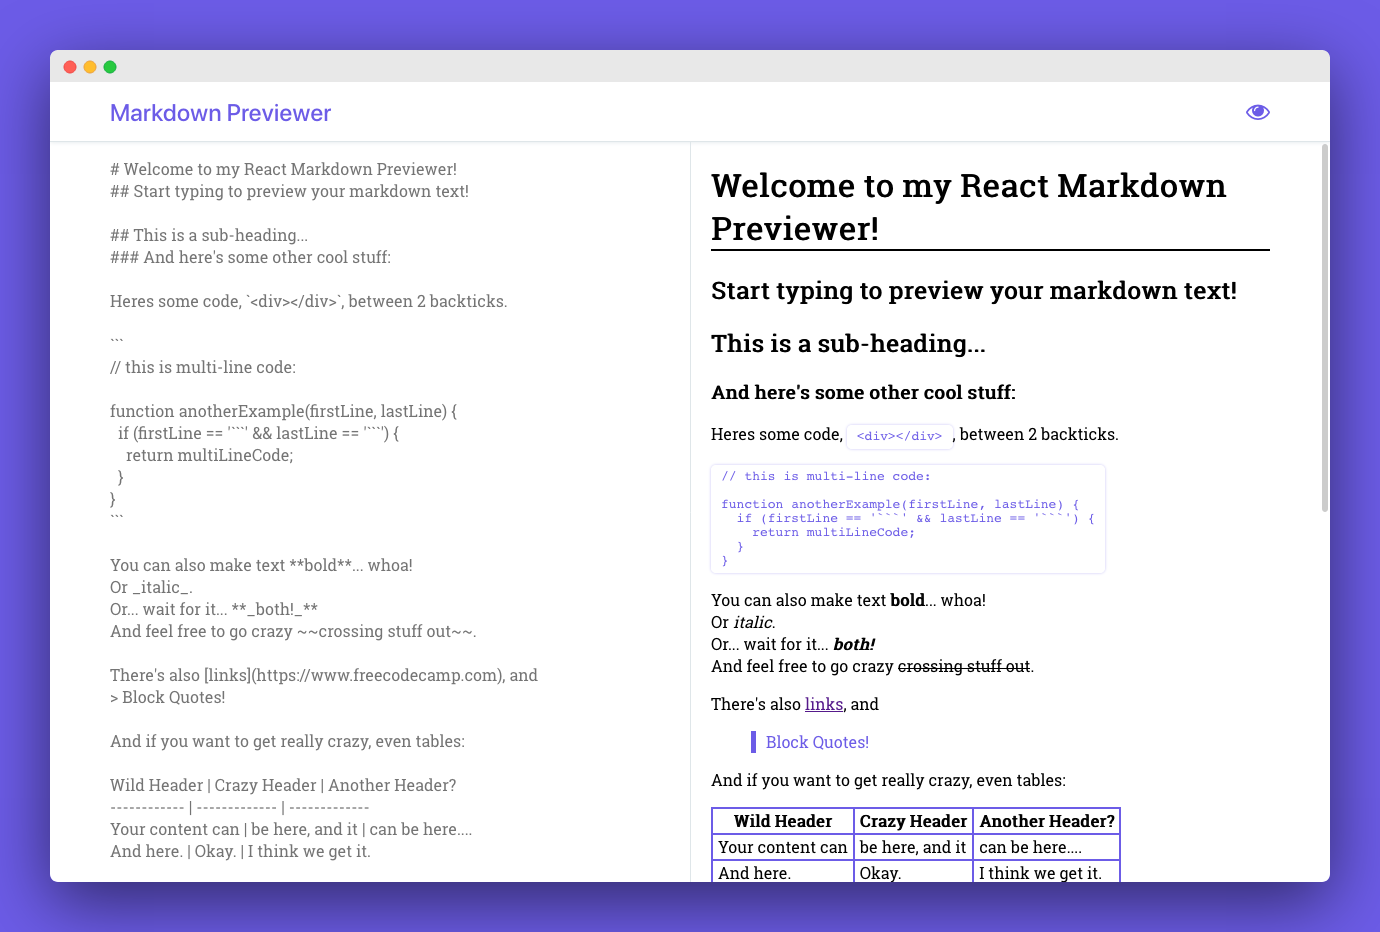 Markdown Previewer
# Welcome to my React Markdown Previewer!
## Start typing to preview your markdown text!
## This is a sub-heading...
### And here's some other cool stuff:
Heres some code, `<div></div>`, between 2 backticks.
```
// this is multi-line code:
function anotherExample(firstLine, lastLine) {
  if (firstLine == '```' && lastLine == '```') {
    return multiLineCode;
  }
}
```
You can also make text **bold**... whoa!
Or _italic_.
Or... wait for it... **_both!_**
And feel free to go crazy ~~crossing stuff out~~.
There's also [links](https://www.freecodecamp.com), and
> Block Quotes!
And if you want to get really crazy, even tables:
Wild Header | Crazy Header | Another Header?
------------ | ------------- | -------------
Your content can | be here, and it | can be here....
And here. | Okay. | I think we get it.
Welcome to my React Markdown
Previewer!
Start typing to preview your markdown text!
This is a sub-heading...
And here's some other cool stuff:
Heres some code, <div></div> , between 2 backticks.
// this is multi-line code:
function anotherExample(firstLine, lastLine) {
  if (firstLine == '```' && lastLine == '```') {
    return multiLineCode;
  }
}
You can also make text bold... whoa!
Or italic.
Or... wait for it... both!
And feel free to go crazy crossing stuff out.
There's also links, and
Block Quotes!
And if you want to get really crazy, even tables:
Wild Header Crazy Header Another Header?
Your content can be here, and it can be here....
And here. Okay. I think we get it.